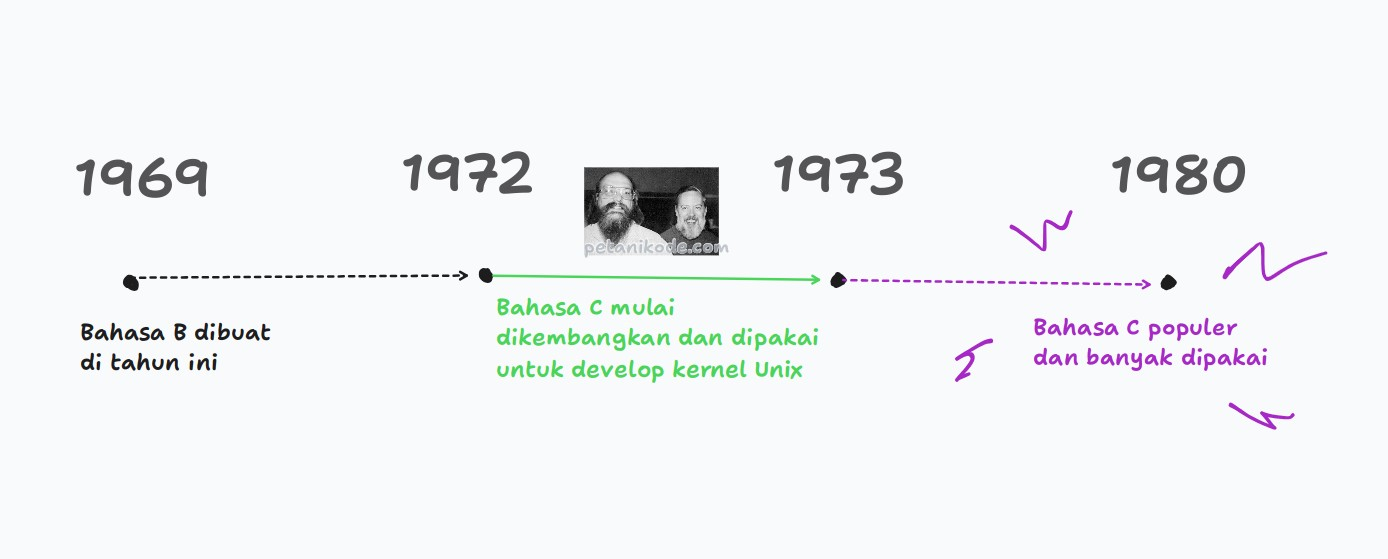 1969
1972
1973
1980
petanikode.com
Bahasa B dibuat
di tahun ini
Bahasa C mulai
dikembangkan dan dipakai
untuk develop kernel Unix
Bahasa C populer
dan banyak dipakai